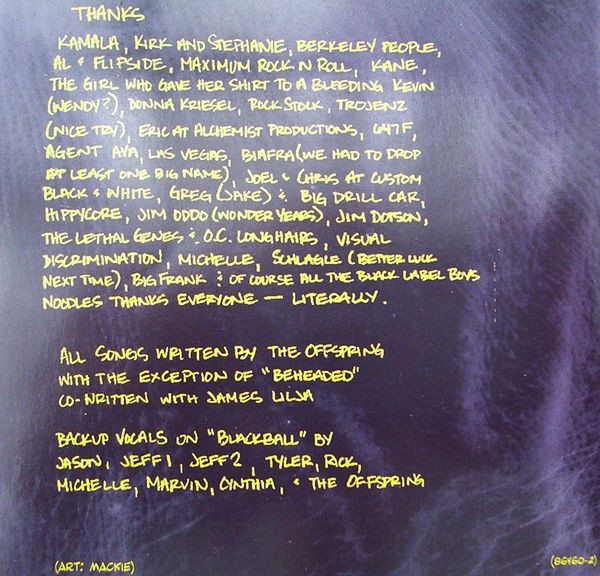 THANKS
KAMALA, KIRK AND STEPHANIE, BERKELEY PEOPLE,
AL & FLIPSIDE, MAXIMUM ROCK N ROLL, KANE,
THE GIRL WHO GAVE HER SHIRT TO A BLEEDING KEVIN
(WENDY?), DONNA KRIESEL, ROCK STOCK, TROJENZ
(NICE TRY), ERIC AT ALCHEMIST PRODUCTIONS, 647F,
AGENT AVA, LAS VEGAS, BIAFRA (WE HAD TO DROP
AT LEAST ONE BIG NAME), JOEL & CHRIS AT CUSTOM
BLACK & WHITE, GREG (JAKE) & BIG DRILL CAR,
HIPPYCORE, JIM ODDO (WONDER YEARS), JIM DOTSON,
THE LETHAL GENES & O.C. LONGHAIRS, VISUAL
DISCRIMINATION, MICHELLE, SCHLAGLE (BETTER LUCK
NEXT TIME), BIG FRANK & OF COURSE ALL THE BLACK LABEL BOYS
NOODLES THANKS EVERYONE — LITERALLY.
ALL SONGS WRITTEN BY THE OFFSPRING
WITH THE EXCEPTION OF "BEHEADED"
CO-WRITTEN WITH JAMES LILJA
BACKUP VOCALS ON "BLACKBALL" BY
JASON, JEFF 1, JEFF 2, TYLER, RICK,
MICHELLE, MARVIN, CYNTHIA, & THE OFFSPRING
(ART: MACKIE)
(BGYGO-2)